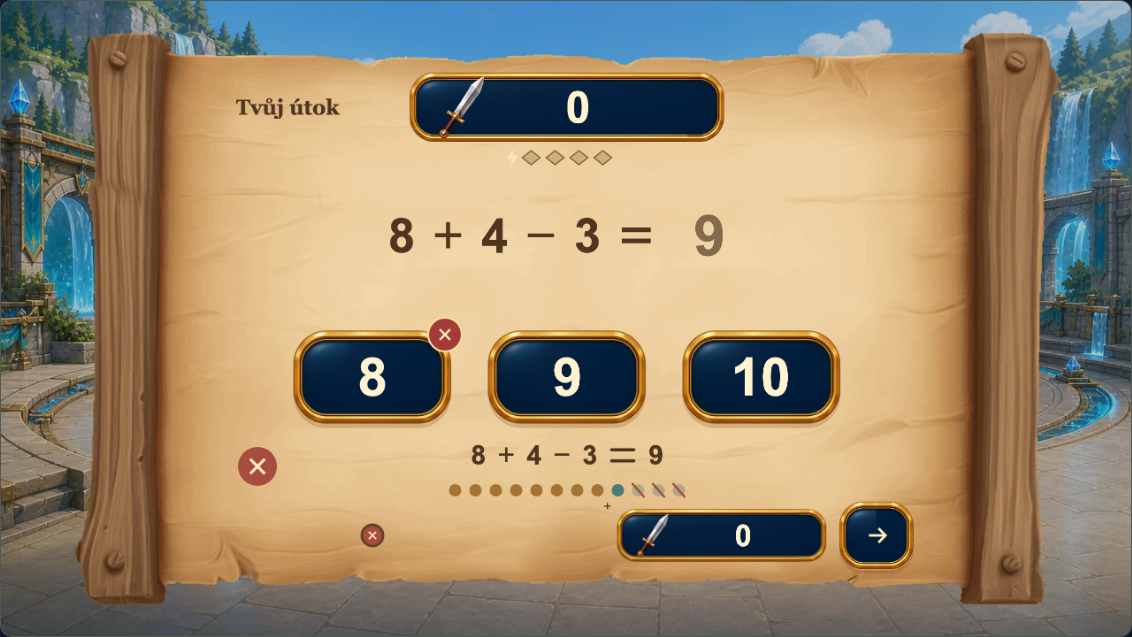 Tvůj útok
0
8 + 4 − 3 = 9
8 9 10
8 + 4 − 3 = 9
+
0